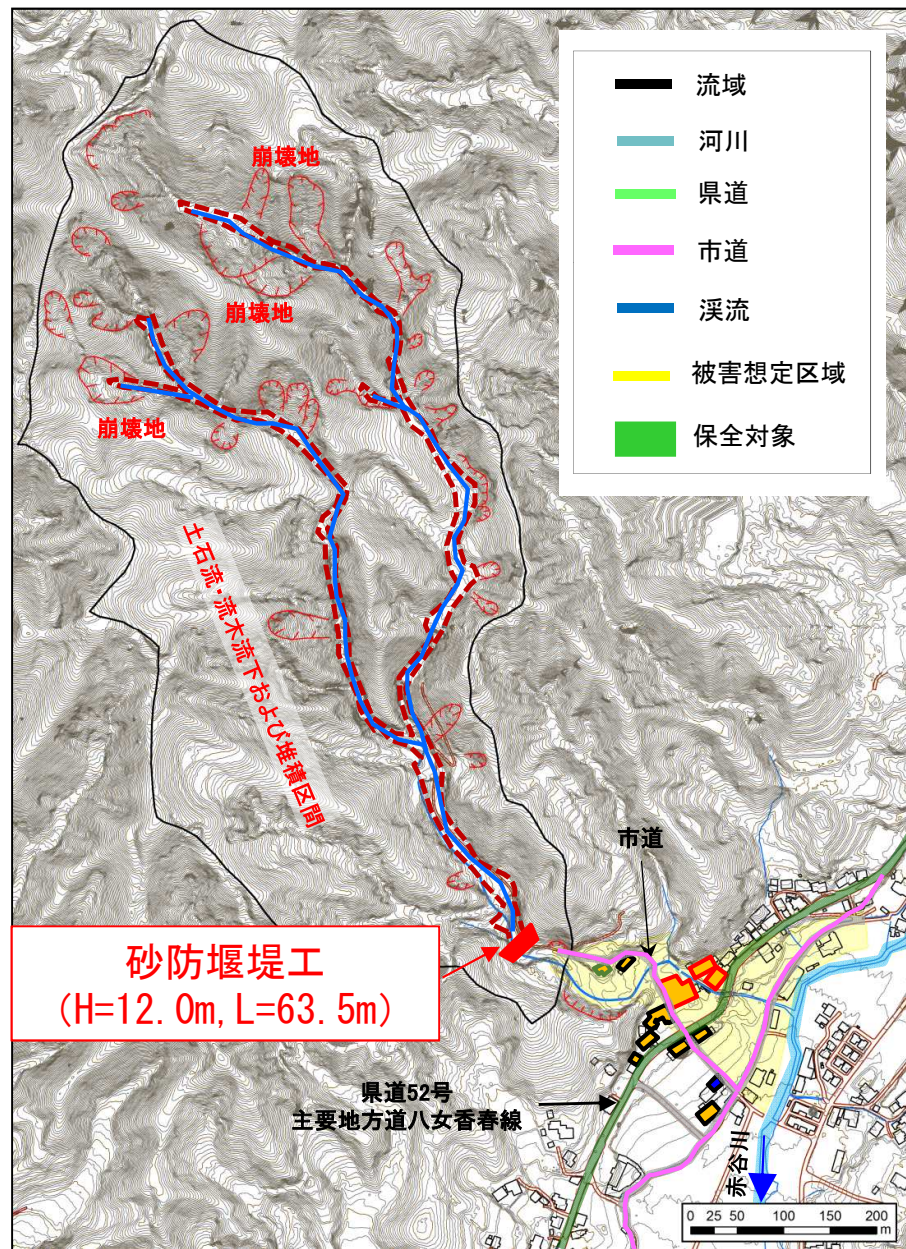 流域
河川
県道
市道
渓流
被害想定区域
保全対象
崩壊地
崩壊地
崩壊地
土石流・流木流下および堆積区間
市道
砂防堰堤工
(H=12.0m,L=63.5m)
県道52号
主要地方道八女香春線
赤谷川
0 25 50 100 150 200
m